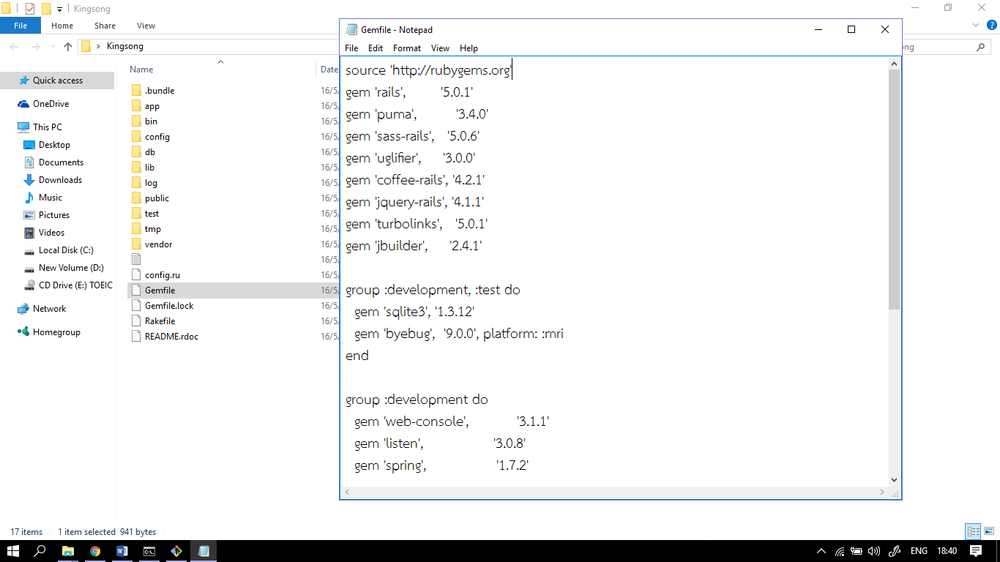 Kingsong
File Home Share View
Kingsong
ong
Quick access
OneDrive
This PC
Desktop
Documents
Downloads
Music
Pictures
Videos
Local Disk (C:)
New Volume (D:)
CD Drive (E:) TOEIC
Network
Homegroup
Name Date
.bundle 16/5/
app 16/5/
bin 16/5/
config 16/5/
db 16/5/
lib 16/5/
log 16/5/
public 16/5/
test 16/5/
tmp 16/5/
vendor 16/5/
16/5/
config.ru 16/5/
Gemfile 16/5/
Gemfile.lock 16/5/
Rakefile 16/5/
README.rdoc 16/5/
Gemfile - Notepad
File Edit Format View Help
source 'http://rubygems.org'
gem 'rails', '5.0.1'
gem 'puma', '3.4.0'
gem 'sass-rails', '5.0.6'
gem 'uglifier', '3.0.0'
gem 'coffee-rails', '4.2.1'
gem 'jquery-rails', '4.1.1'
gem 'turbolinks', '5.0.1'
gem 'jbuilder', '2.4.1'
group :development, :test do
gem 'sqlite3', '1.3.12'
gem 'byebug', '9.0.0', platform: :mri
end
group :development do
gem 'web-console', '3.1.1'
gem 'listen', '3.0.8'
gem 'spring', '1.7.2'
17 items 1 item selected 941 bytes
ENG 18:40